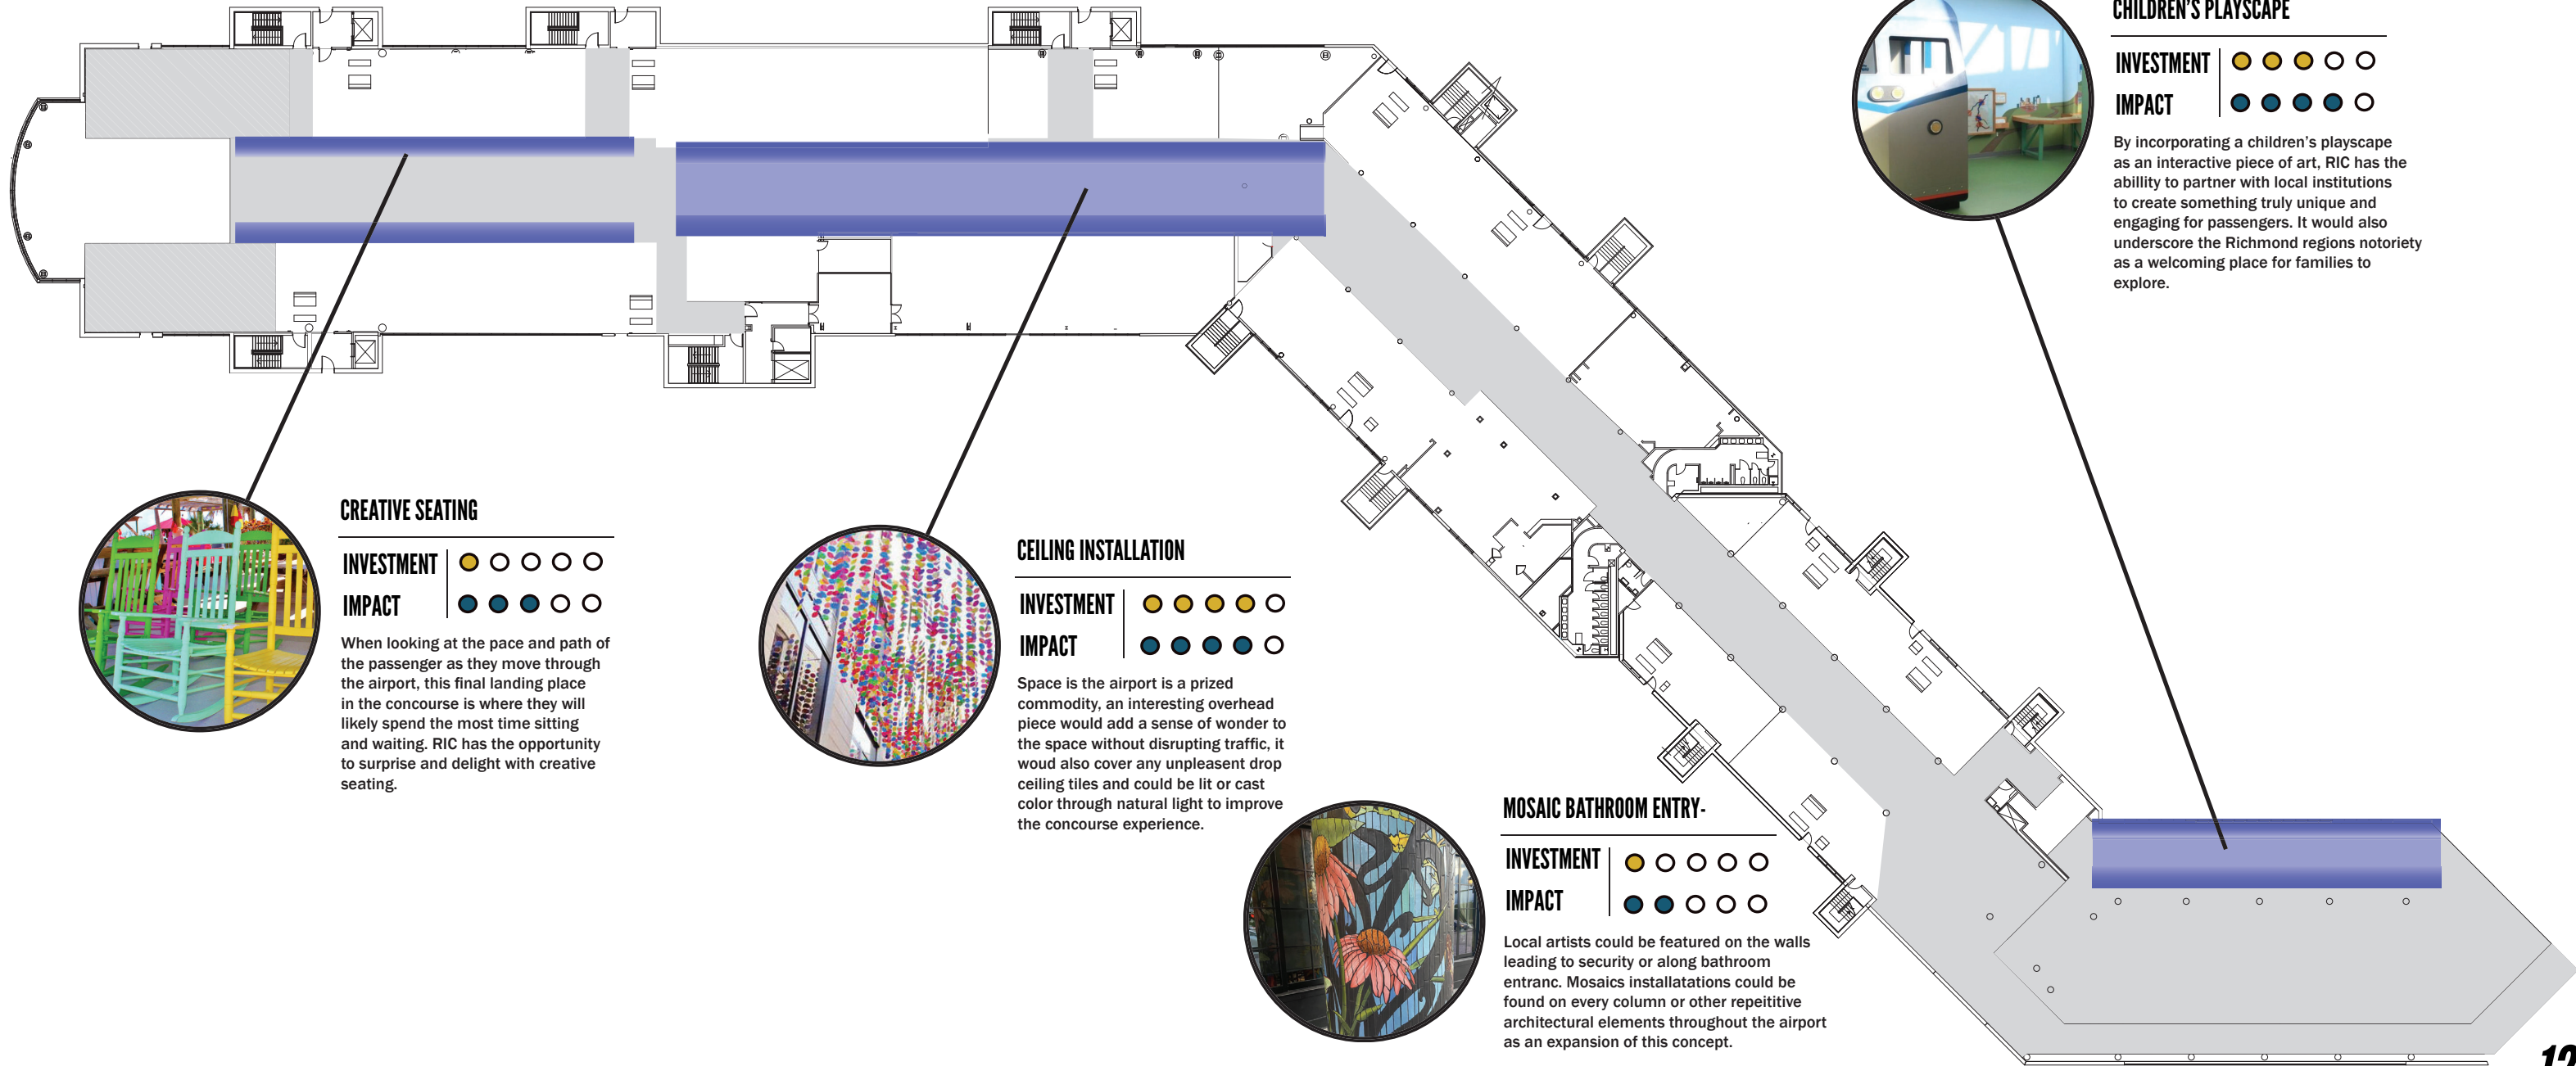 CHILDREN'S PLAYSCAPE
INVESTMENT
IMPACT
By incorporating a children's playscape
as an interactive piece of art, RIC has the
abillity to partner with local institutions
to create something truly unique and
engaging for passengers. It would also
underscore the Richmond regions notoriety
as a welcoming place for families to
explore.
CREATIVE SEATING
INVESTMENT
IMPACT
When looking at the pace and path of
the passenger as they move through
the airport, this final landing place
in the concourse is where they will
likely spend the most time sitting
and waiting. RIC has the opportunity
to surprise and delight with creative
seating.
CEILING INSTALLATION
INVESTMENT
IMPACT
Space is the airport is a prized
commodity, an interesting overhead
piece would add a sense of wonder to
the space without disrupting traffic, it
woud also cover any unpleasent drop
ceiling tiles and could be lit or cast
color through natural light to improve
the concourse experience.
MOSAIC BATHROOM ENTRY-
INVESTMENT
IMPACT
Local artists could be featured on the walls
leading to security or along bathroom
entranc. Mosaics installatations could be
found on every column or other repeititive
architectural elements throughout the airport
as an expansion of this concept.
12